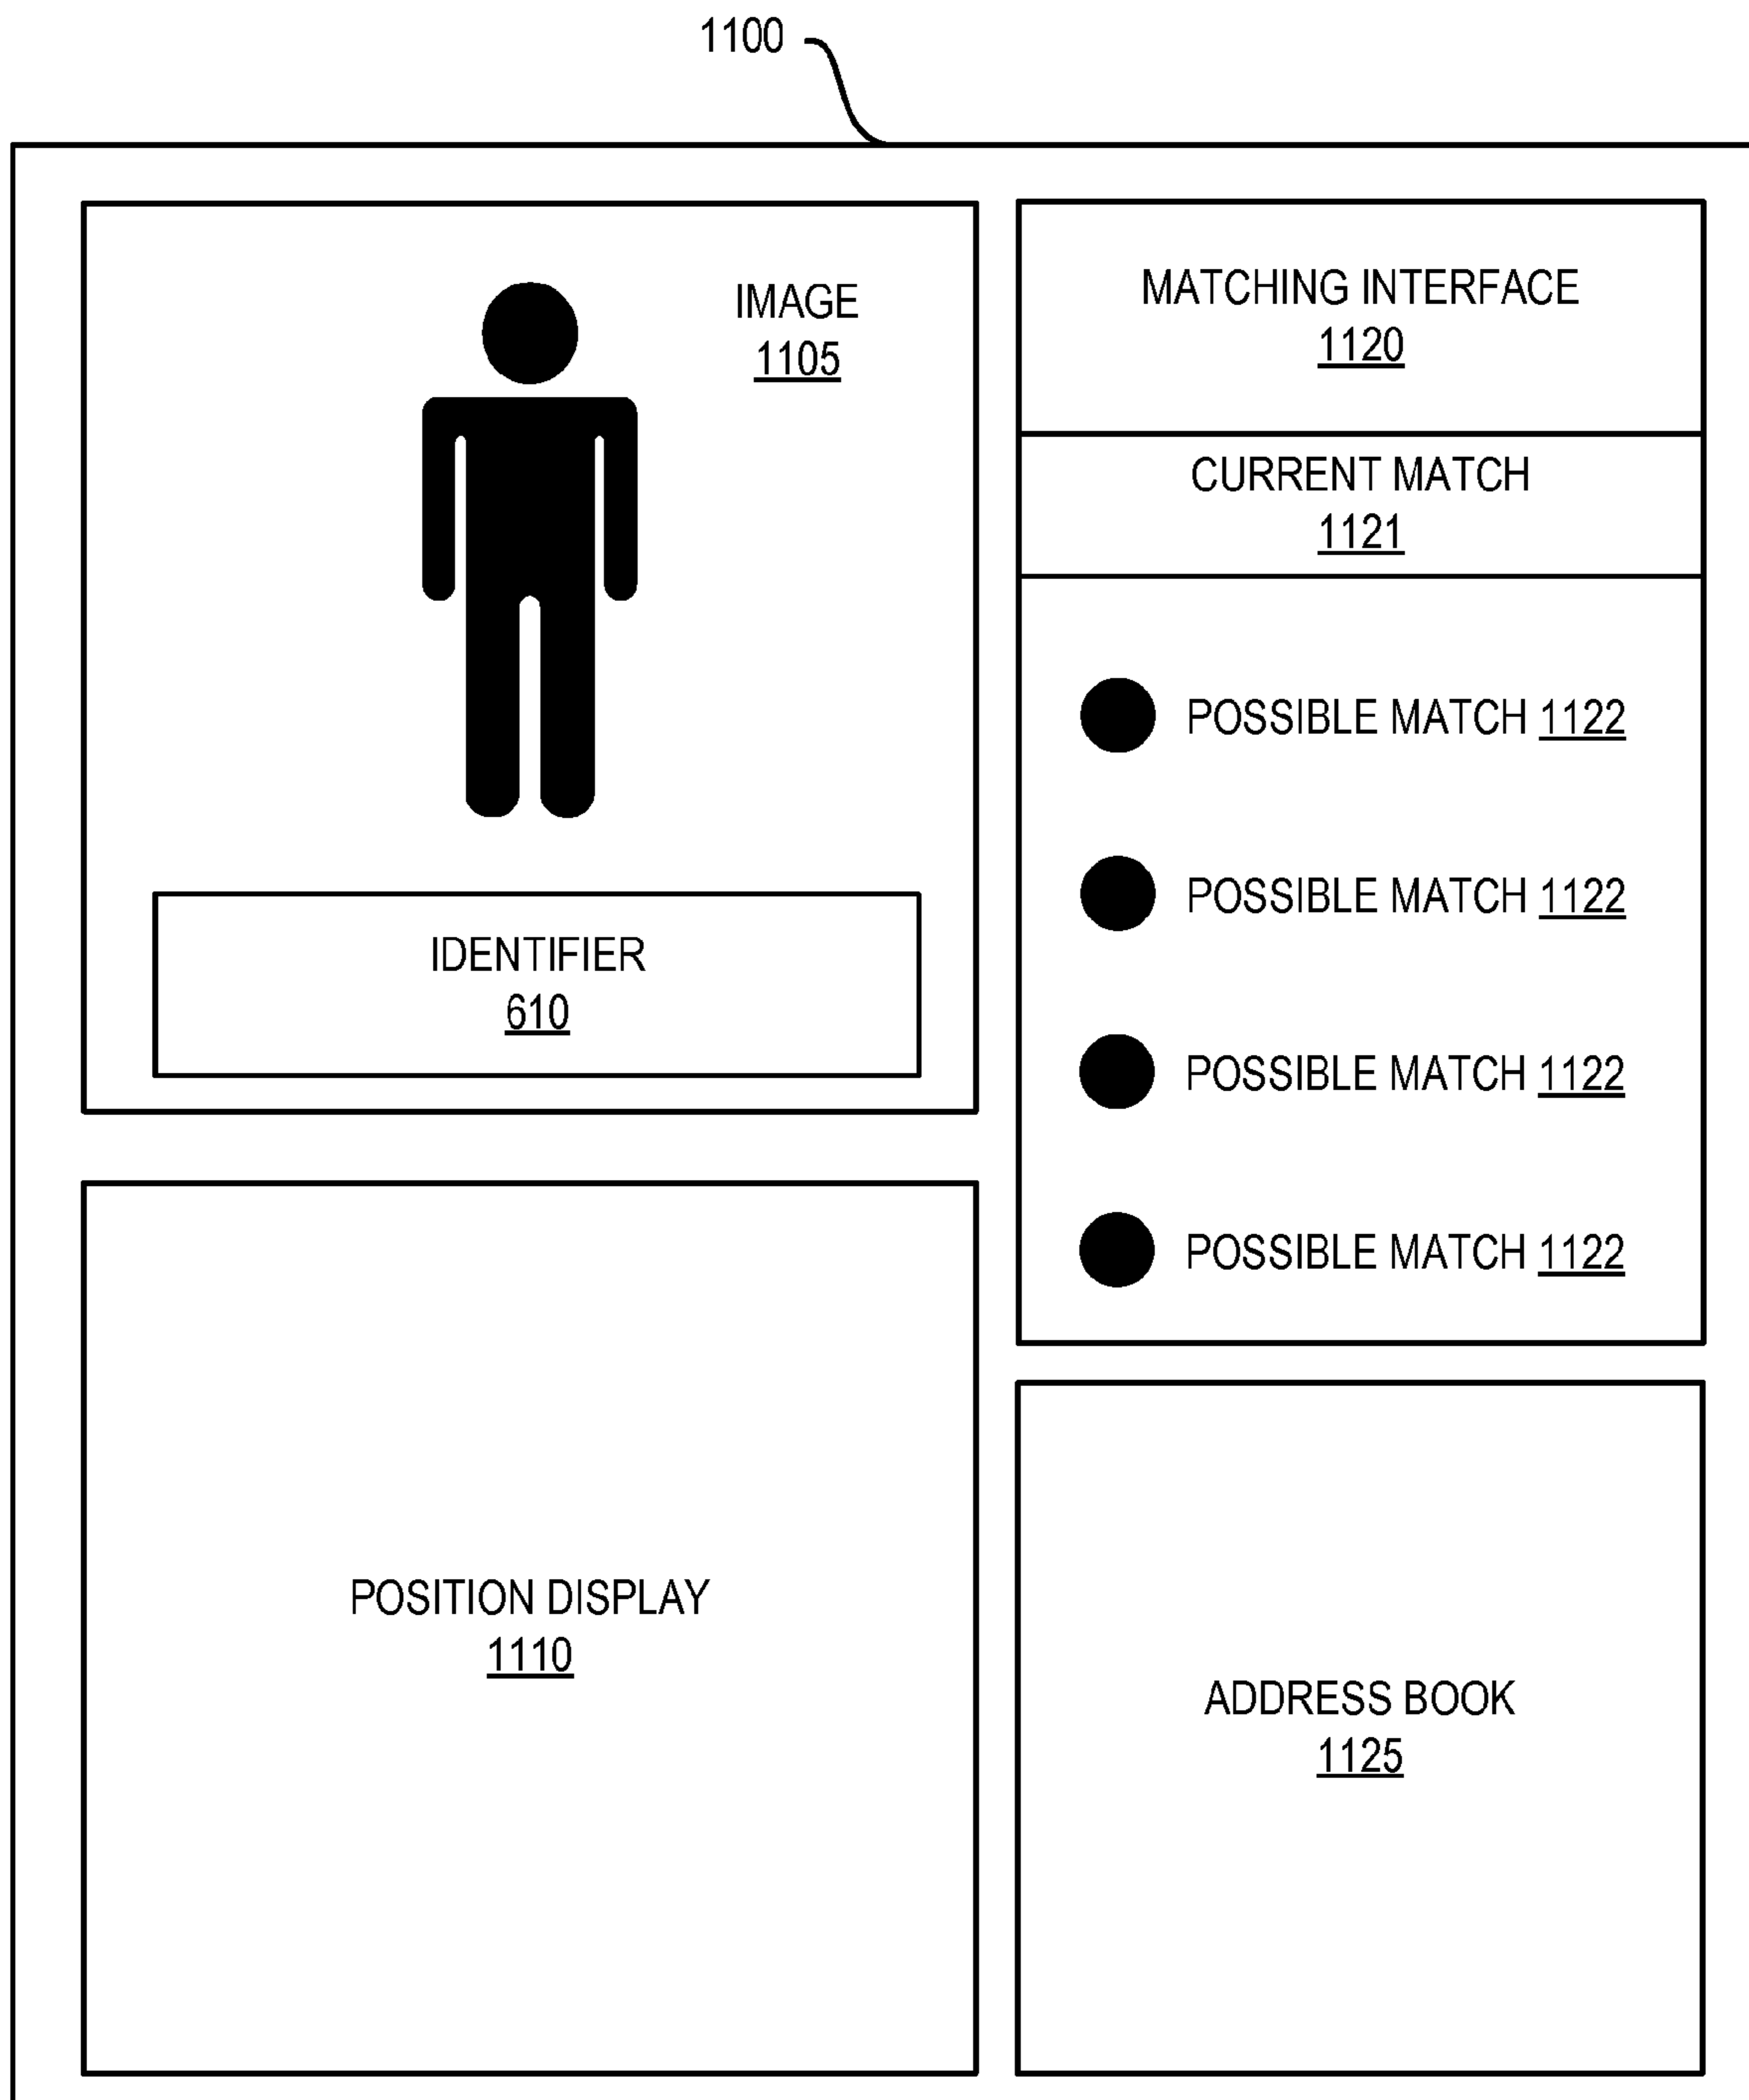 1100
IMAGE
1105
IDENTIFIER
610
POSITION DISPLAY
1110
MATCHING INTERFACE
1120
CURRENT MATCH
1121
POSSIBLE MATCH 1122
POSSIBLE MATCH 1122
POSSIBLE MATCH 1122
POSSIBLE MATCH 1122
ADDRESS BOOK
1125